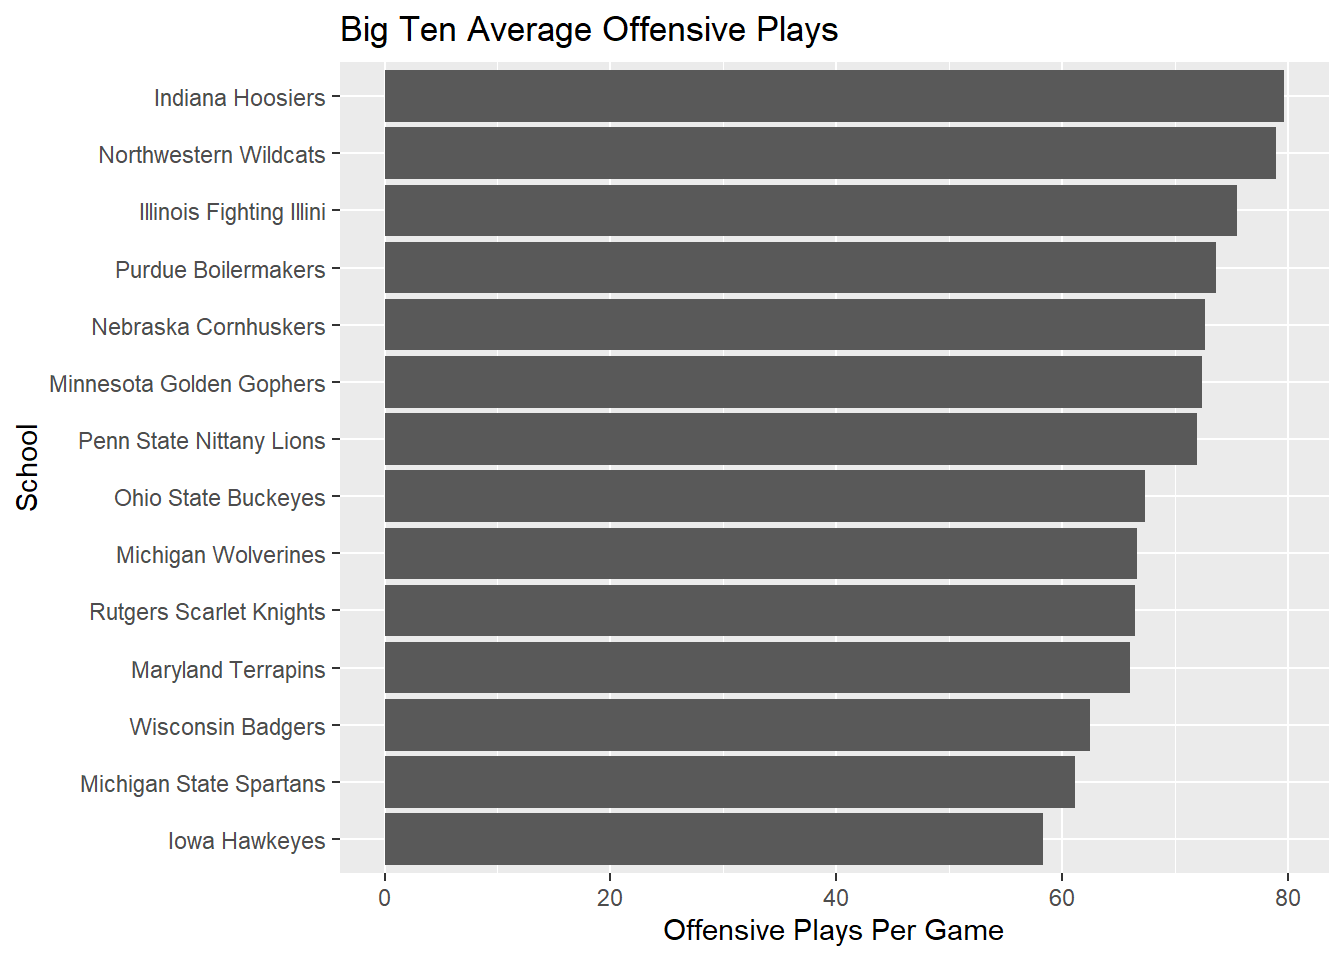 Big Ten Average Offensive Plays
School
Indiana Hoosiers
Northwestern Wildcats
Illinois Fighting Illini
Purdue Boilermakers
Nebraska Cornhuskers
Minnesota Golden Gophers
Penn State Nittany Lions
Ohio State Buckeyes
Michigan Wolverines
Rutgers Scarlet Knights
Maryland Terrapins
Wisconsin Badgers
Michigan State Spartans
Iowa Hawkeyes
0 20 40 60 80
Offensive Plays Per Game